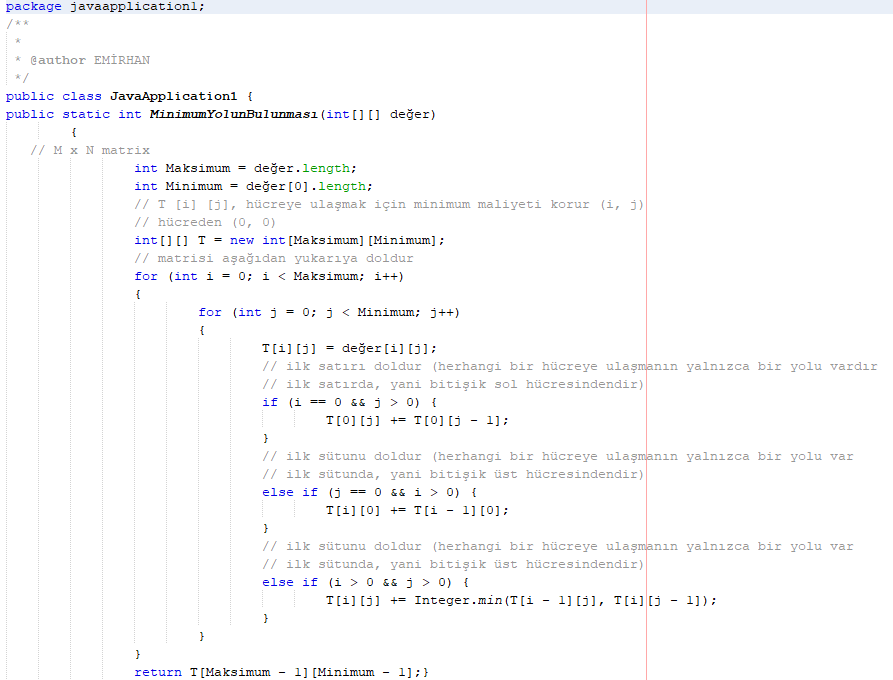 package javaapplication1;
/**
 *
 * @author EMİRHAN
 */
public class JavaApplication1 {
public static int MinimumYolunBulunması(int[][] değer)
        {
   // M x N matrix
                int Maksimum = değer.length;
                int Minimum = değer[0].length;
                // T [i] [j], hücreye ulaşmak için minimum maliyeti korur (i, j)
                // hücreden (0, 0)
                int[][] T = new int[Maksimum][Minimum];
                // matrisi aşağıdan yukarıya doldur
                for (int i = 0; i < Maksimum; i++)
                {
                        for (int j = 0; j < Minimum; j++)
                        {
                                T[i][j] = değer[i][j];
                                // ilk satırı doldur (herhangi bir hücreye ulaşmanın yalnızca bir yolu vardır
                                // ilk satırda, yani bitişik sol hücresindendir)
                                if (i == 0 && j > 0) {
                                        T[0][j] += T[0][j - 1];
                                }
                                // ilk sütunu doldur (herhangi bir hücreye ulaşmanın yalnızca bir yolu var
                                // ilk sütunda, yani bitişik üst hücresindendir)
                                else if (j == 0 && i > 0) {
                                        T[i][0] += T[i - 1][0];
                                }
                                // ilk sütunu doldur (herhangi bir hücreye ulaşmanın yalnızca bir yolu var
                                // ilk sütunda, yani bitişik üst hücresindendir)
                                else if (i > 0 && j > 0) {
                                        T[i][j] += Integer.min(T[i - 1][j], T[i][j - 1]);
                                }
                        }
                }
                return T[Maksimum - 1][Minimum - 1];}